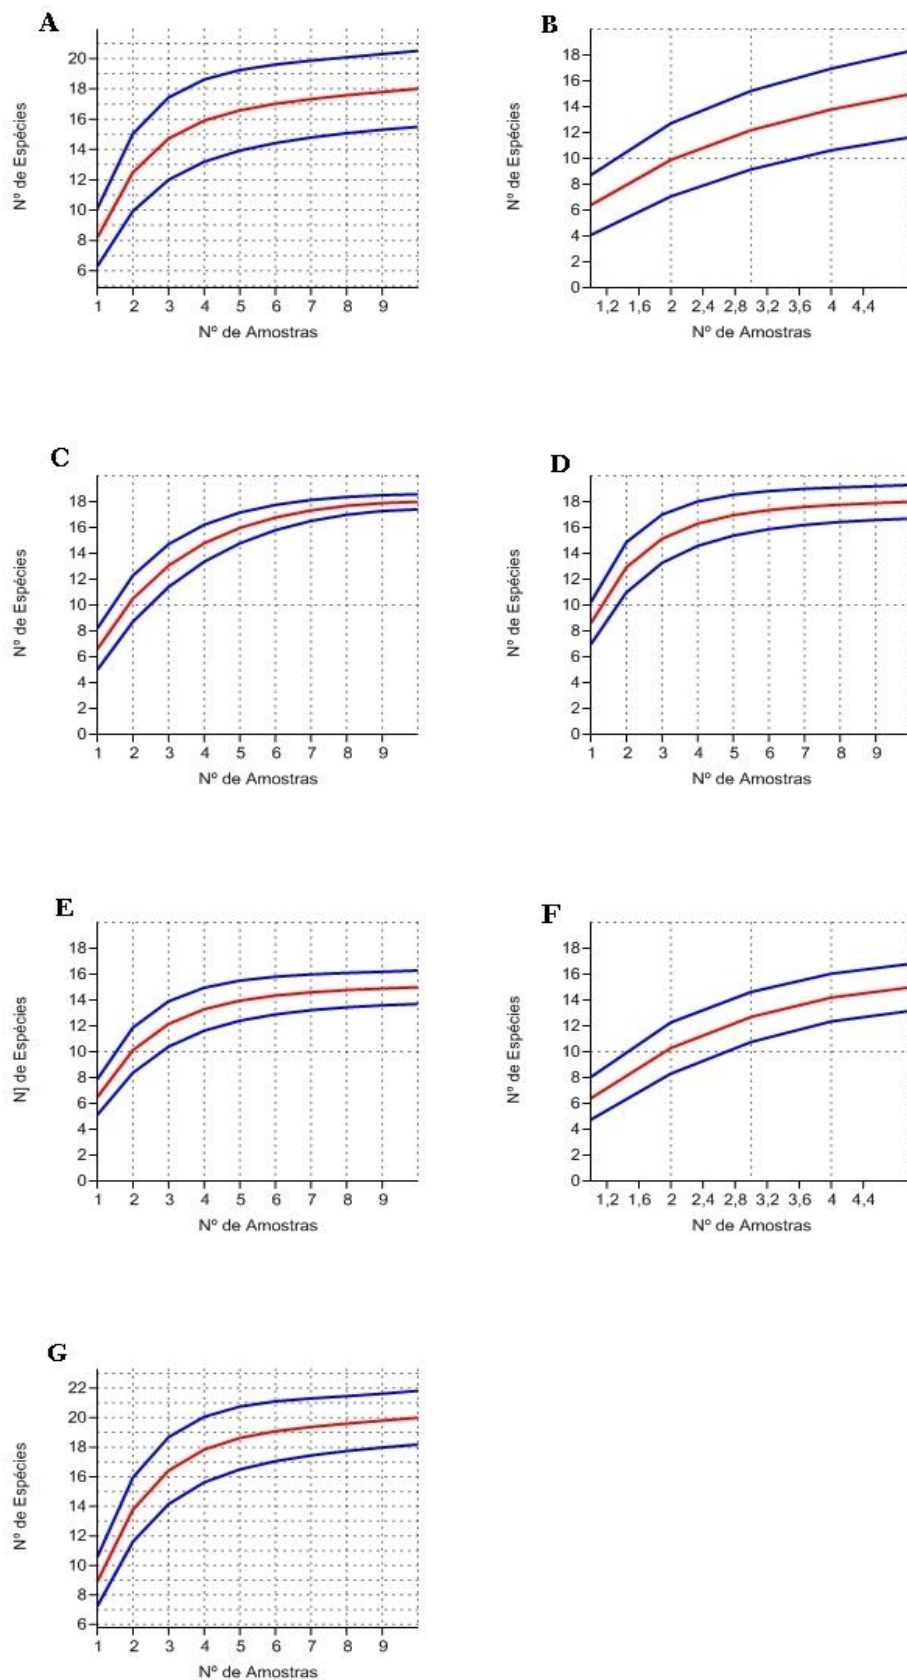 A
B
Nº de Espécies
20
18
16
14
12
10
8
6
1 2 3 4 5 6 7 8 9
Nº de Amostras
Nº de Espécies
18
16
14
12
10
8
6
4
2
0
1,2 1,6 2 2,4 2,8 3,2 3,6 4 4,4
Nº de Amostras
C
D
Nº de Espécies
18
16
14
12
10
8
6
4
2
0
1 2 3 4 5 6 7 8 9
Nº de Amostras
Nº de Espécies
18
16
14
12
10
8
6
4
2
0
1 2 3 4 5 6 7 8 9
Nº de Amostras
E
F
N] de Espécies
18
16
14
12
10
8
6
4
2
0
1 2 3 4 5 6 7 8 9
Nº de Amostras
Nº de Espécies
18
16
14
12
10
8
6
4
2
0
1,2 1,6 2 2,4 2,8 3,2 3,6 4 4,4
Nº de Amostras
G
Nº de Espécies
22
20
18
16
14
12
10
8
6
1 2 3 4 5 6 7 8 9
Nº de Amostras